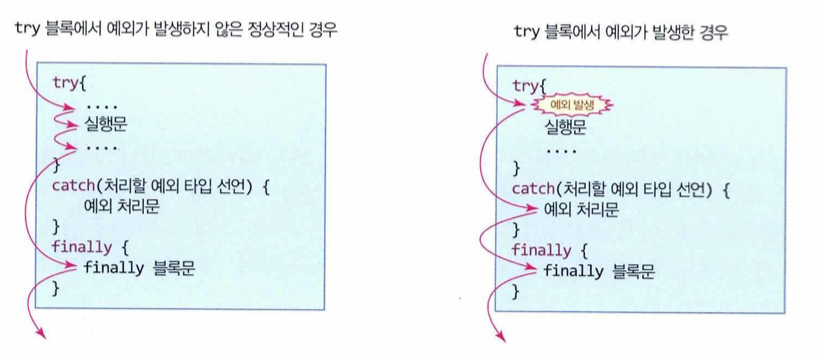 try 블록에서 예외가 발생하지 않은 정상적인 경우
try{
....
실행문
....
}
catch(처리할 예외 타입 선언) {
예외 처리문
}
finally {
finally 블록문
}
try 블록에서 예외가 발생한 경우
try{
예외 발생
실행문
....
}
catch(처리할 예외 타입 선언) {
예외 처리문
}
finally {
finally 블록문
}